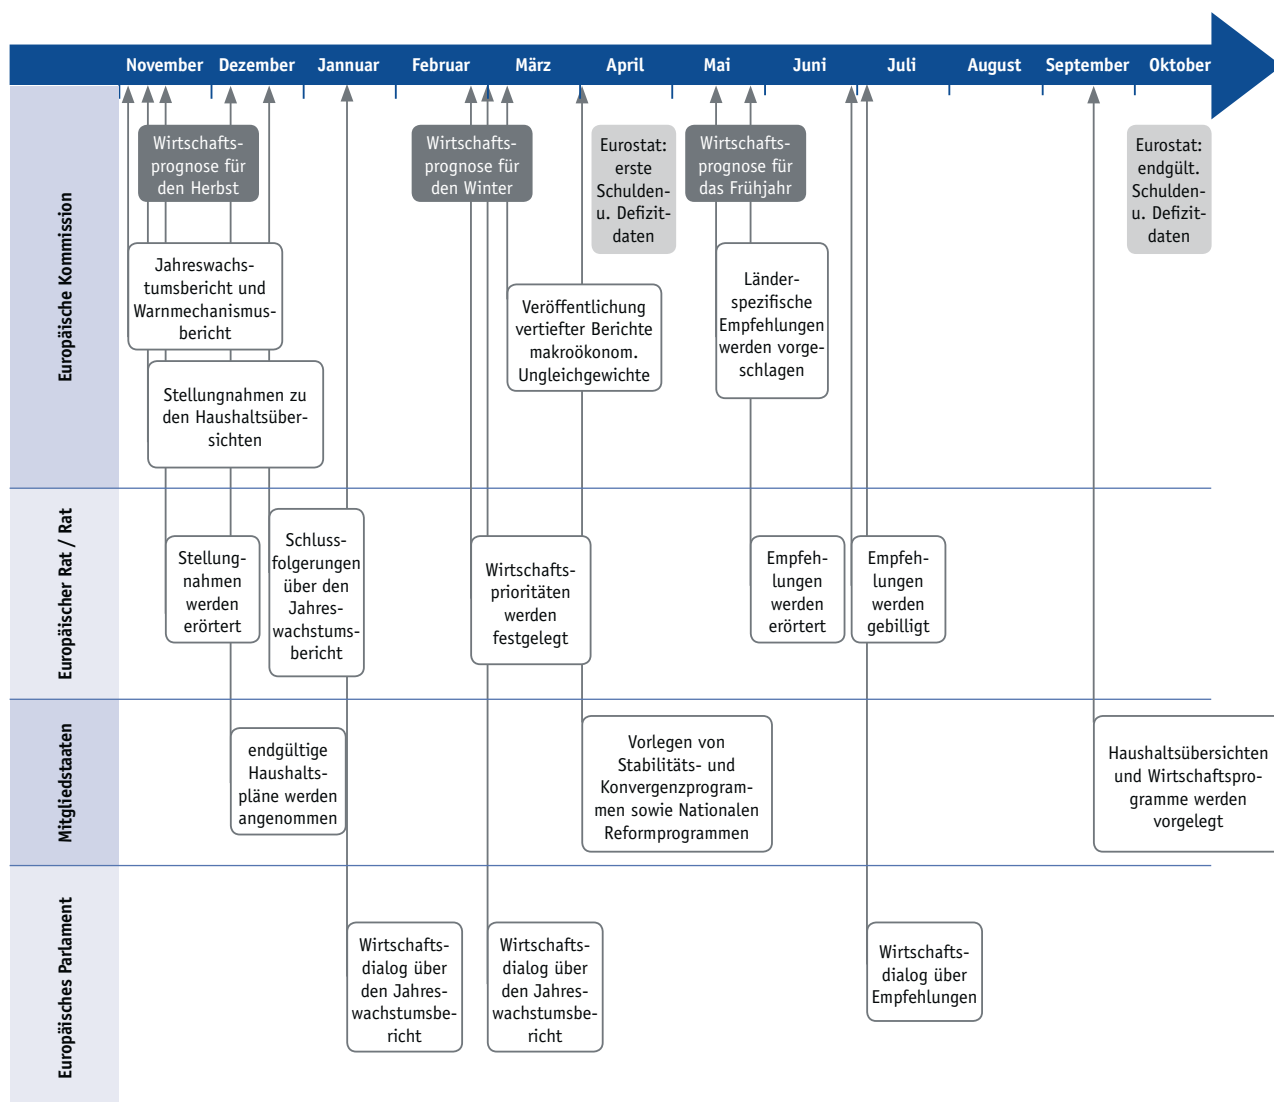 November Dezember Jannuar Februar März April Mai Juni Juli August September Oktober
Europäische Kommission
Wirtschafts-
prognose für
den Herbst
Wirtschafts-
prognose für
den Winter
Eurostat:
erste
Schulden-
u. Defizit-
daten
Wirtschafts-
prognose für
das Frühjahr
Eurostat:
endgült.
Schulden-
u. Defizit-
daten
Jahreswachs-
tumsbericht und
Warnmechanismus-
bericht
Veröffentlichung
vertiefter Berichte
makroökonom.
Ungleichgewichte
Länder-
spezifische
Empfehlungen
werden vorge-
schlagen
Stellungnahmen zu
den Haushaltsüber-
sichten
Europäischer Rat / Rat
Stellung-
nahmen
werden
erörtert
Schluss-
folgerungen
über den
Jahres-
wachstums-
bericht
Wirtschafts-
prioritäten
werden
festgelegt
Empfeh-
lungen
werden
erörtert
Empfeh-
lungen
werden
gebilligt
Mitgliedstaaten
endgültige
Haushalts-
pläne werden
angenommen
Vorlegen von
Stabilitäts- und
Konvergenzprogram-
men sowie Nationalen
Reformprogrammen
Haushaltsübersichten
und Wirtschaftspro-
gramme werden
vorgelegt
Europäisches Parlament
Wirtschafts-
dialog über
den Jahres-
wachstumsbe-
richt
Wirtschafts-
dialog über
den Jahres-
wachstumsbe-
richt
Wirtschafts-
dialog über
Empfehlungen